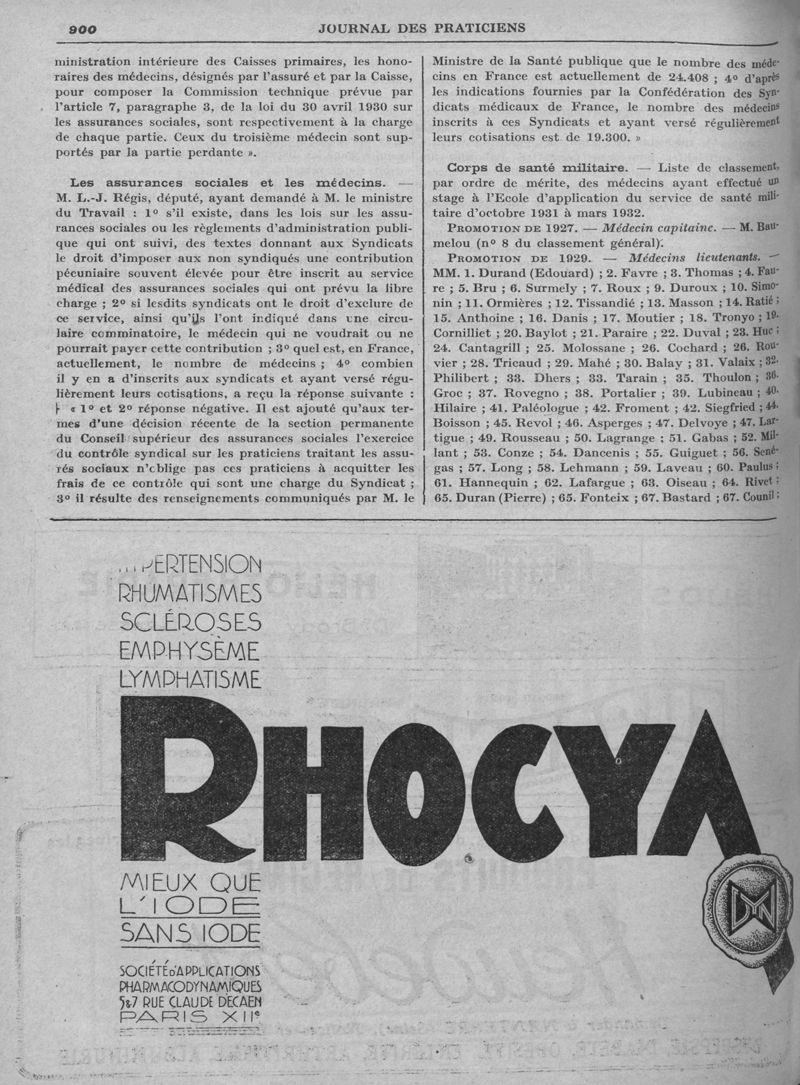 900
JOURNAL DES PRATICIENS
ministration intérieure des Caisses primaires, les hono-
raires des médecins, désignés par l'assuré et par la Caisse,
pour composer la Commission technique prévue par
l'article 7, paragraphe 3, de la loi du 30 avril 1930 sur
les assurances sociales, sont respectivement à la charge
de chaque partie. Ceux du troisième médecin sont sup-
portés par la partie perdante ».
Les assurances sociales et les médecins. —
M. L.-J. Régis, député, ayant demandé à M. le ministre
du Travail : 1º s'il existe, dans les lois sur les assu-
rances sociales ou les règlements d'administration publi-
que qui ont suivi, des textes donnant aux Syndicats
le droit d'imposer aux non syndiqués une contribution
pécuniaire souvent élevée pour être inscrit au service
médical des assurances sociales qui ont prévu la libre
charge ; 2º si lesdits syndicats ont le droit d'exclure de
ce service, ainsi qu'ils l'ont indiqué dans une circu-
laire comminatoire, le médecin qui ne voudrait ou ne
pourrait payer cette contribution ; 3º quel est, en France,
actuellement, le nombre de médecins ; 4º combien
il y en a d'inscrits aux syndicats et ayant versé régu-
lièrement leurs cotisations, a reçu la réponse suivante :
« 1º et 2º réponse négative. Il est ajouté qu'aux ter-
mes d'une décision récente de la section permanente
du Conseil supérieur des assurances sociales l'exercice
du contrôle syndical sur les praticiens traitant les assu-
rés sociaux n'oblige pas ces praticiens à acquitter les
frais de ce contrôle qui sont une charge du Syndicat ;
3º il résulte des renseignements communiqués par M. le
Ministre de la Santé publique que le nombre des méde-
cins en France est actuellement de 24.408 ; 4º d'après
les indications fournies par la Confédération des Syn-
dicats médicaux de France, le nombre des médecins
inscrits à ces Syndicats et ayant versé régulièrement
leurs cotisations est de 19.300. »
Corps de santé militaire. — Liste de classement,
par ordre de mérite, des médecins ayant effectué un
stage à l'Ecole d'application du service de santé mili-
taire d'octobre 1931 à mars 1932.
PROMOTION DE 1927. — Médecin capitaine. — M. Bau-
melou (nº 8 du classement général).
PROMOTION DE 1929. — Médecins lieutenants. —
MM. 1. Durand (Edouard) ; 2. Favre ; 3. Thomas ; 4. Fau-
re ; 5. Bru ; 6. Surmely ; 7. Roux ; 9. Duroux ; 10. Simo-
nin ; 11. Ormières ; 12. Tissandié ; 13. Masson ; 14. Ratié ;
15. Anthoine ; 16. Danis ; 17. Moutier ; 18. Tronyo ; 19.
Cornilliet ; 20. Baylot ; 21. Paraire ; 22. Duval ; 23. Huc ;
24. Cantagrill ; 25. Molossane ; 26. Cochard ; 26. Rou-
vier ; 28. Tricaud ; 29. Mahé ; 30. Balay ; 31. Valaix ; 32.
Philibert ; 33. Dhers ; 33. Tarain ; 35. Thoulon ; 36.
Groc ; 37. Rovegno ; 38. Portalier ; 39. Lubineau ; 40.
Hilaire ; 41. Paléologue ; 42. Froment ; 42. Siegfried ; 44.
Boisson ; 45. Revol ; 46. Asperges ; 47. Delvoye ; 47. Lar-
tigue ; 49. Rousseau ; 50. Lagrange : 51. Gabas ; 52. Mil-
lant ; 53. Conze ; 54. Dancenis ; 55. Guiguet ; 56. Sené-
gas ; 57. Long ; 58. Lehmann ; 59. Laveau ; 60. Paulus ;
61. Hannequin ; 62. Lafargue ; 63. Oiseau ; 64. Rivet ;
65. Duran (Pierre) ; 65. Fonteix ; 67. Bastard ; 67. Counil ;
...PERTENSION
RHUMATISMES
SCLÉROSES
EMPHYSÈME
LYMPHATISME
RHOCYA
MIEUX QUE
L'IODE
SANS IODE
DYN
SOCIÉTÉ D'APPLICATIONS
PHARMACODYNAMIQUES
5&7 RUE CLAUDE DECAEN
PARIS XIIe